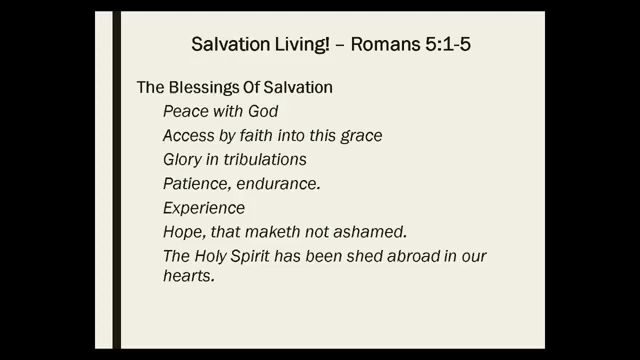 Salvation Living! – Romans 5:1-5
The Blessings Of Salvation
Peace with God
Access by faith into this grace
Glory in tribulations
Patience, endurance.
Experience
Hope, that maketh not ashamed.
The Holy Spirit has been shed abroad in our
hearts.